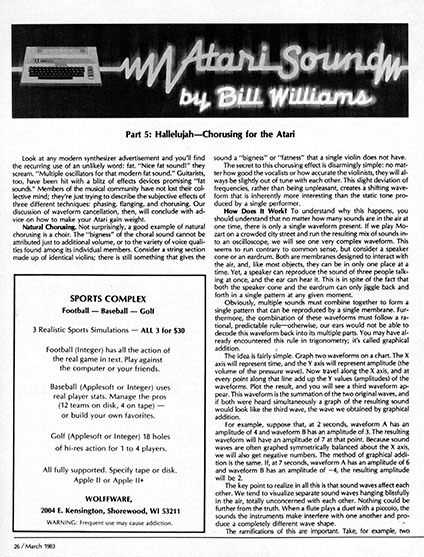 Atari Sound
by Bill Williams
Part 5: Hallelujah—Chorusing for the Atari
Look at any modern synthesizer advertisement and you'll find
the recurring use of an unlikely word: fat. "Nice fat sound!" they
scream. "Multiple oscillators for that modern fat sound." Guitarists,
too, have been hit with a blitz of effects devices promising "fat
sound." Members of the musical community have not lost their col-
lective mind; they're just trying to describe the subjective effects of
three different techniques: phasing, flanging, and chorusing. Our
discussion of waveform cancellation, then, will conclude with ad-
vice on how to make your Atari gain weight.
Natural Chorusing. Not surprisingly, a good example of natural
chorusing is a choir. The "bigness" of the choral sound cannot be
attributed just to additional volume, or to the variety of voice quali-
ties found among its individual members. Consider a string section
made up of identical violins; there is still something that gives the
SPORTS COMPLEX
Football — Baseball — Golf
3 Realistic Sports Simulations — ALL 3 for $30
Football (Integer) has all the action of
the real game in text. Play against
the computer or your friends.
Baseball (Applesoft or Integer) uses
real player stats. Manage the pros
(12 teams on disk, 4 on tape) —
or build your own favorites.
Golf (Applesoft or Integer) 18 holes
of hi-res action for 1 to 4 players.
All fully supported. Specify tape or disk.
Apple II or Apple II+
WOLFWARE,
2004 E. Kensington, Shorewood, WI 53211
WARNING: Frequent use may cause addiction.
sound a "bigness" or "fatness" that a single violin does not have.
The secret to this chorusing effect is disarmingly simple: no mat-
ter how good the vocalists or how accurate the violinists, they will al-
ways be slightly out of tune with each other. This slight deviation of
frequencies, rather than being unpleasant, creates a shifting wave-
form that is inherently more interesting than the static tone pro-
duced by a single performer.
How Does It Work? To understand why this happens, you
should understand that no matter how many sounds are in the air at
one time, there is only a single waveform present. If we play Mo-
zart on a crowded city street and run the resulting mix of sounds in-
to an oscilloscope, we will see one very complex waveform. This
seems to run contrary to common sense, but consider a speaker
cone or an eardrum. Both are membranes designed to interact with
the air, and, like most objects, they can be in only one place at a
time. Yet, a speaker can reproduce the sound of three people talk-
ing at once, and the ear can hear it. This is in spite of the fact that
both the speaker cone and the eardrum can only jiggle back and
forth in a single pattern at any given moment.
Obviously, multiple sounds must combine together to form a
single pattern that can be reproduced by a single membrane. Fur-
thermore, the combination of these waveforms must follow a ra-
tional, predictable rule—otherwise, our ears would not be able to
decode this waveform back into its multiple parts. You may have al-
ready encountered this rule in trigonometry; it's called graphical
addition.
The idea is fairly simple. Graph two waveforms on a chart. The X
axis will represent time, and the Y axis will represent amplitude (the
volume of the pressure wave). Now travel along the X axis, and at
every point along that line add up the Y values (amplitudes) of the
waveforms. Plot the result, and you will see a third waveform ap-
pear. This waveform is the summation of the two original waves, and
if both were heard simultaneously a graph of the resulting sound
would look like the third wave, the wave we obtained by graphical
addition.
For example, suppose that, at 2 seconds, waveform A has an
amplitude of 4 and waveform B has an amplitude of 3. The resulting
waveform will have an amplitude of 7 at that point. Because sound
waves are often graphed symmetrically balanced about the X axis,
we will also get negative numbers. The method of graphical addi-
tion is the same. If, at 7 seconds, waveform A has an amplitude of 6
and waveform B has an amplitude of −4, the resulting amplitude
will be 2.
The key point to realize in all this is that sound waves affect each
other. We tend to visualize separate sound waves hanging blissfully
in the air, totally unconcerned with each other. Nothing could be
further from the truth. When a flute plays a duet with a piccolo, the
sounds the instruments make interfere with one another and pro-
duce a completely different wave shape.
The ramifications of this are important. Take, for example, two
26 / March 1983